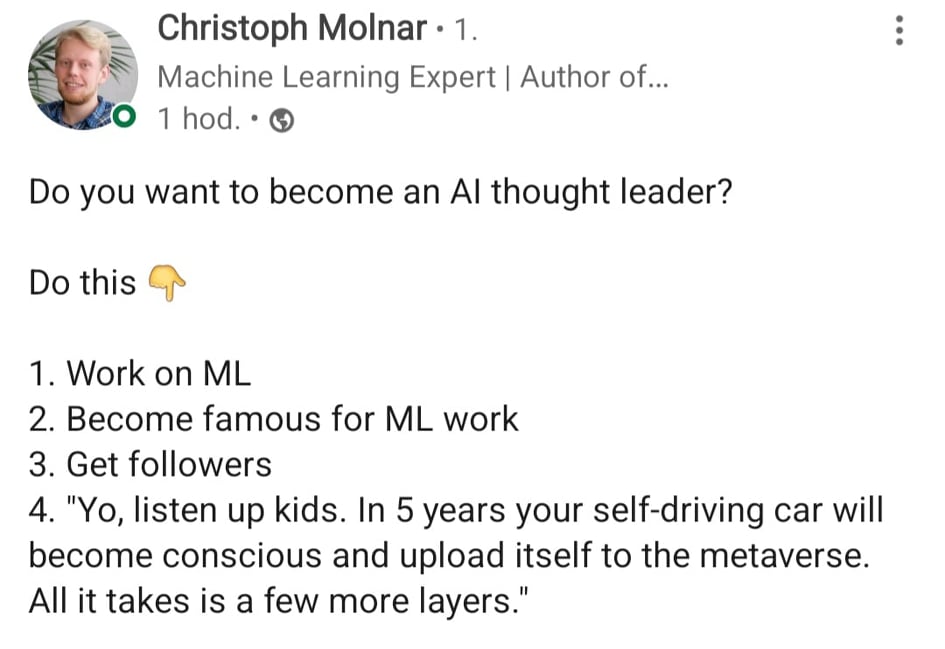 Christoph Molnar • 1.
Machine Learning Expert | Author of...
1 hod. •
Do you want to become an AI thought leader?
Do this 👇
1. Work on ML
2. Become famous for ML work
3. Get followers
4. "Yo, listen up kids. In 5 years your self-driving car will
become conscious and upload itself to the metaverse.
All it takes is a few more layers."